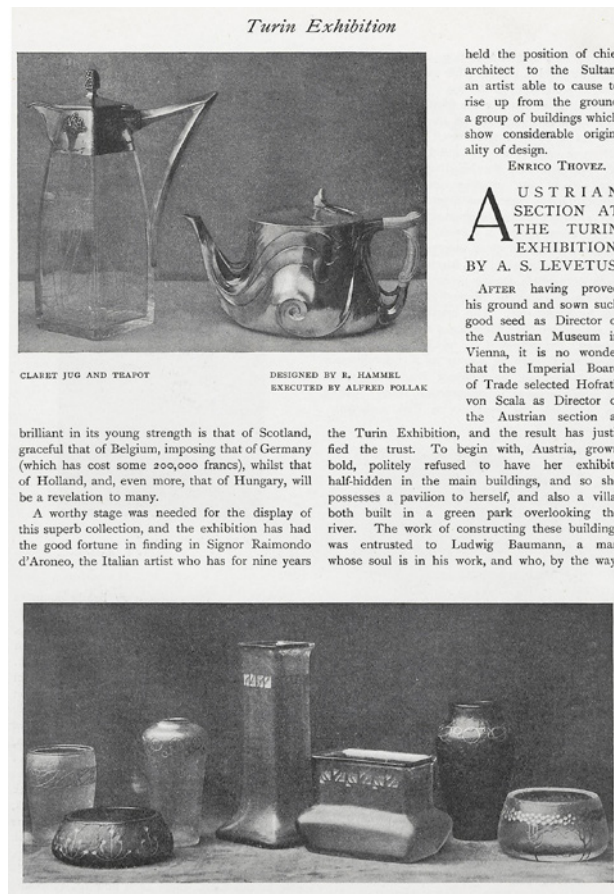 Turin Exhibition
CLARET JUG AND TEAPOT
DESIGNED BY R. HAMMEL
EXECUTED BY ALFRED POLLAK
brilliant in its young strength is that of Scotland,
graceful that of Belgium, imposing that of Germany
(which has cost some 200,000 francs), whilst that
of Holland, and, even more, that of Hungary, will
be a revelation to many.
A worthy stage was needed for the display of
this superb collection, and the exhibition has had
the good fortune in finding in Signor Raimondo
d'Aroneo, the Italian artist who has for nine years
held the position of chie
architect to the Sultan
an artist able to cause t
rise up from the ground
a group of buildings which
show considerable origin
ality of design.
ENRICO THOVEZ.
AUSTRIAN
SECTION AT
THE TURIN
EXHIBITION
BY A. S. LEVETUS
AFTER having prove
his ground and sown suc
good seed as Director o
the Austrian Museum i
Vienna, it is no wonde
that the Imperial Boar
of Trade selected Hofrat
von Scala as Director o
the Austrian section a
the Turin Exhibition, and the result has just
fied the trust. To begin with, Austria, grow
bold, politely refused to have her exhibit
half-hidden in the main buildings, and so sh
possesses a pavilion to herself, and also a villa
both built in a green park overlooking th
river. The work of constructing these building
was entrusted to Ludwig Baumann, a ma
whose soul is in his work, and who, by the way